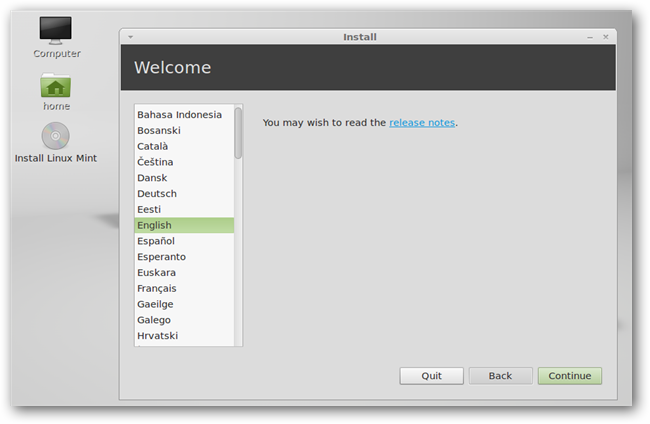 Computer
home
Install Linux Mint
Install
Welcome
Bahasa Indonesia
Bosanski
Català
Čeština
Dansk
Deutsch
Eesti
English
Español
Esperanto
Euskara
Français
Gaeilge
Galego
Hrvatski
You may wish to read the release notes.
Quit
Back
Continue